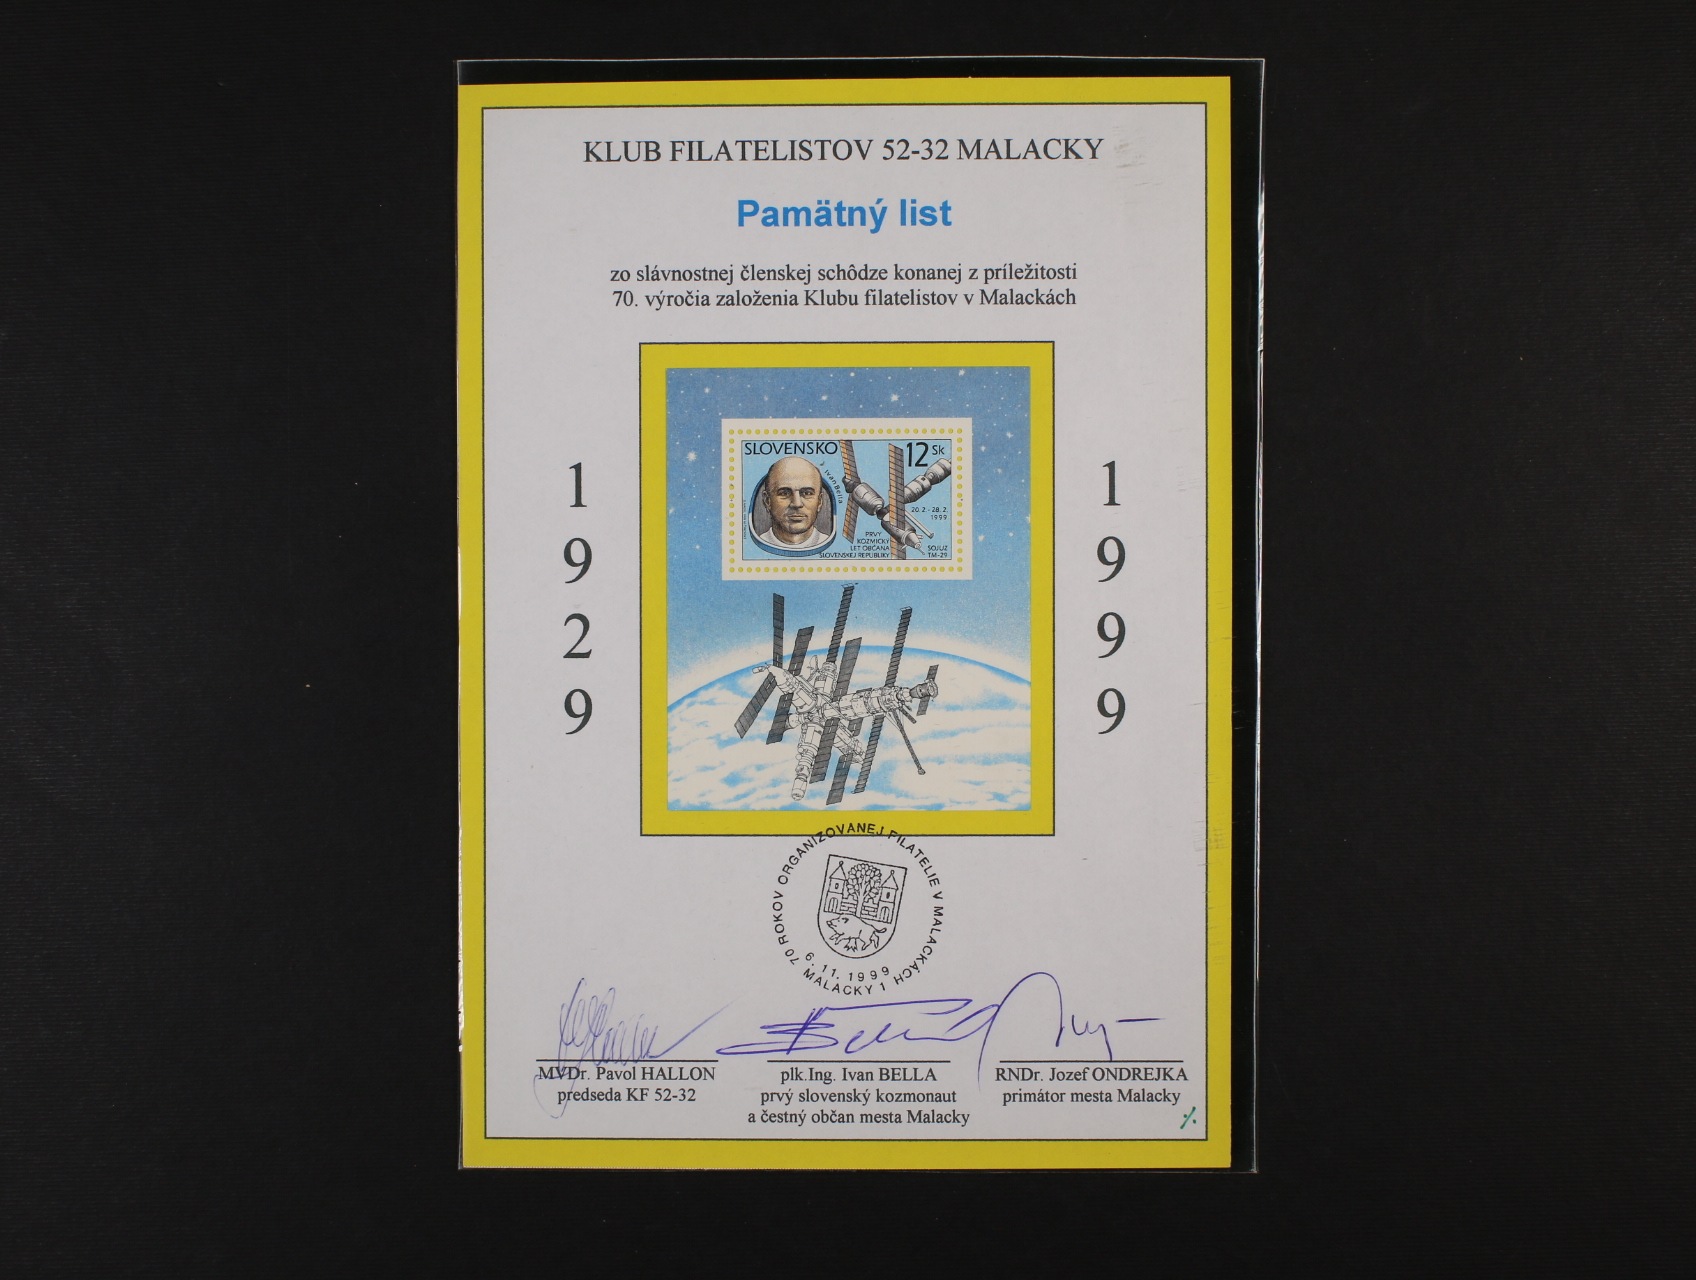 KLUB FILATELISTOV 52-32 MALACKY
Pamätný list
zo slávnostnej členskej schôdze konanej z príležitosti
70. výročia založenia Klubu filatelistov v Malackách
1
9
2
9
1
9
9
9
SLOVENSKO
12 Sk
Ivan Bella
20. 2. - 28. 2.
1999
PRVÝ
KOZMICKÝ
LET OBČANA
SLOVENSKEJ REPUBLIKY
SOJUZ
TM-29
70 ROKOV ORGANIZOVANEJ FILATELIE V MALACKÁCH
6. 11. 1999
MALACKY 1
MVDr. Pavol HALLON
predseda KF 52-32
plk.Ing. Ivan BELLA
prvý slovenský kozmonaut
a čestný občan mesta Malacky
RNDr. Jozef ONDREJKA
primátor mesta Malacky